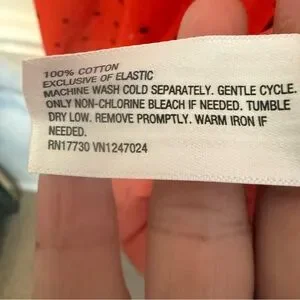 100% COTTON
EXCLUSIVE OF ELASTIC
MACHINE WASH COLD SEPARATELY. GENTLE CYCLE.
ONLY NON-CHLORINE BLEACH IF NEEDED. TUMBLE
DRY LOW. REMOVE PROMPTLY. WARM IRON IF
NEEDED.
RN17730 VN1247024